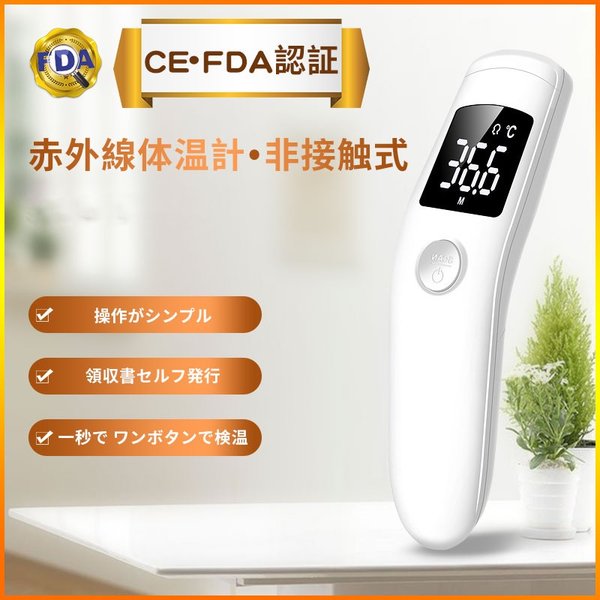 FDA
CE•FDA認証
赤外線体温計•非接触式
℃
36.6
M
操作がシンプル
領収書セルフ発行
一秒で ワンボタンで検温